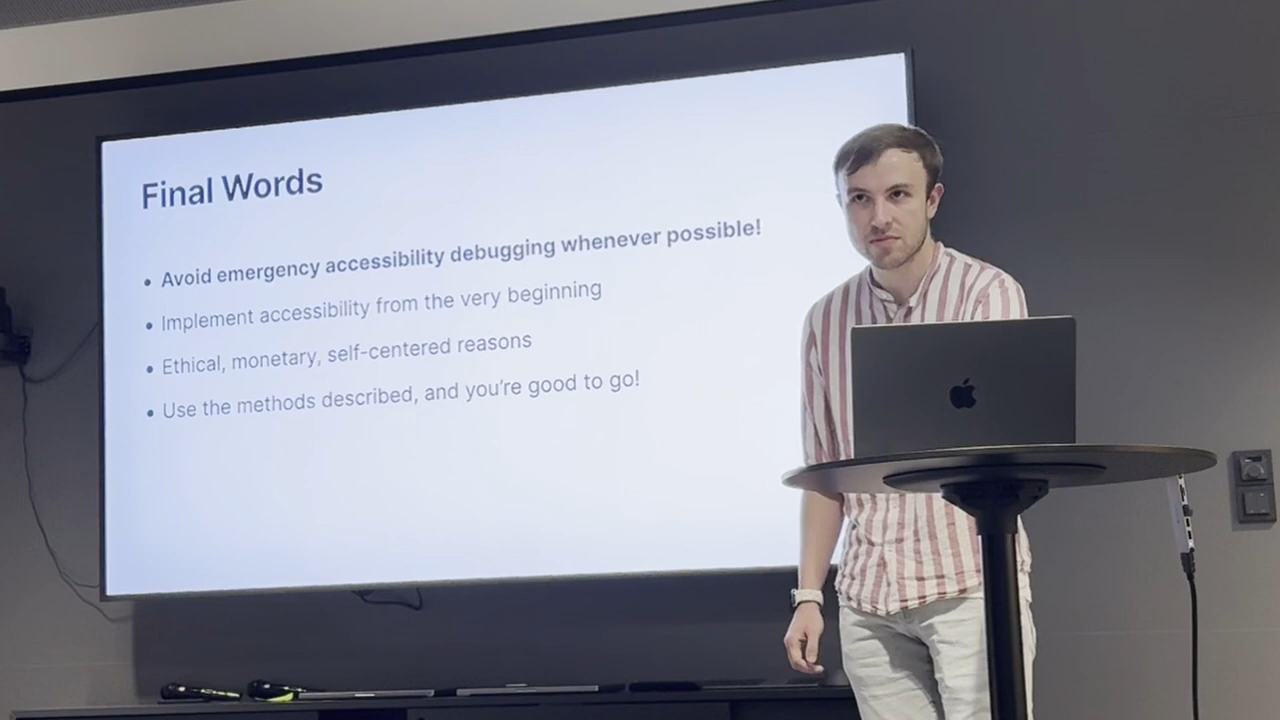 Final Words
• Avoid emergency accessibility debugging whenever possible!
• Implement accessibility from the very beginning
• Ethical, monetary, self-centered reasons
• Use the methods described, and you’re good to go!